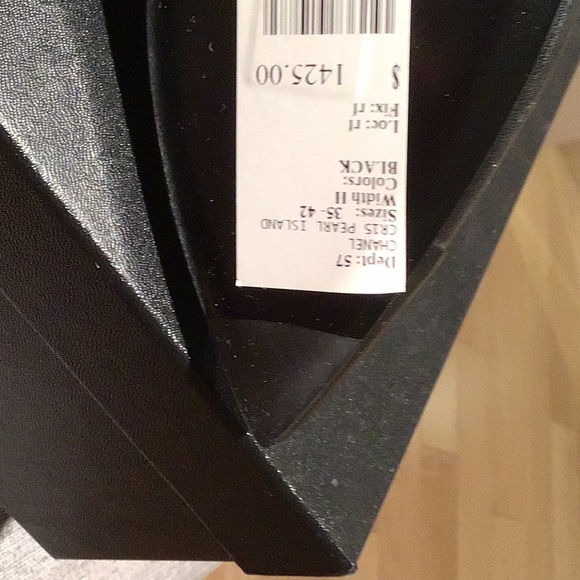 Dept: 57
CHANEL
CR15 PEARL ISLAND
Sizes: 35-42
Width H
Colors:
BLACK
Loc: rf
Fix: rf
$ 1425.00